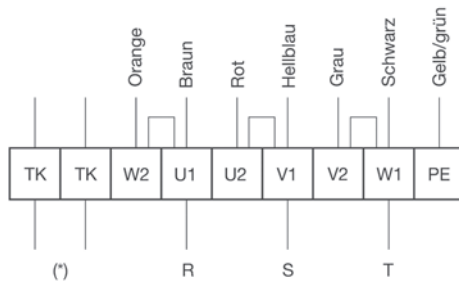 Orange Braun Rot Hellblau Grau Schwarz Gelb/grün
TK TK W2 U1 U2 V1 V2 W1 PE
(*) R S T